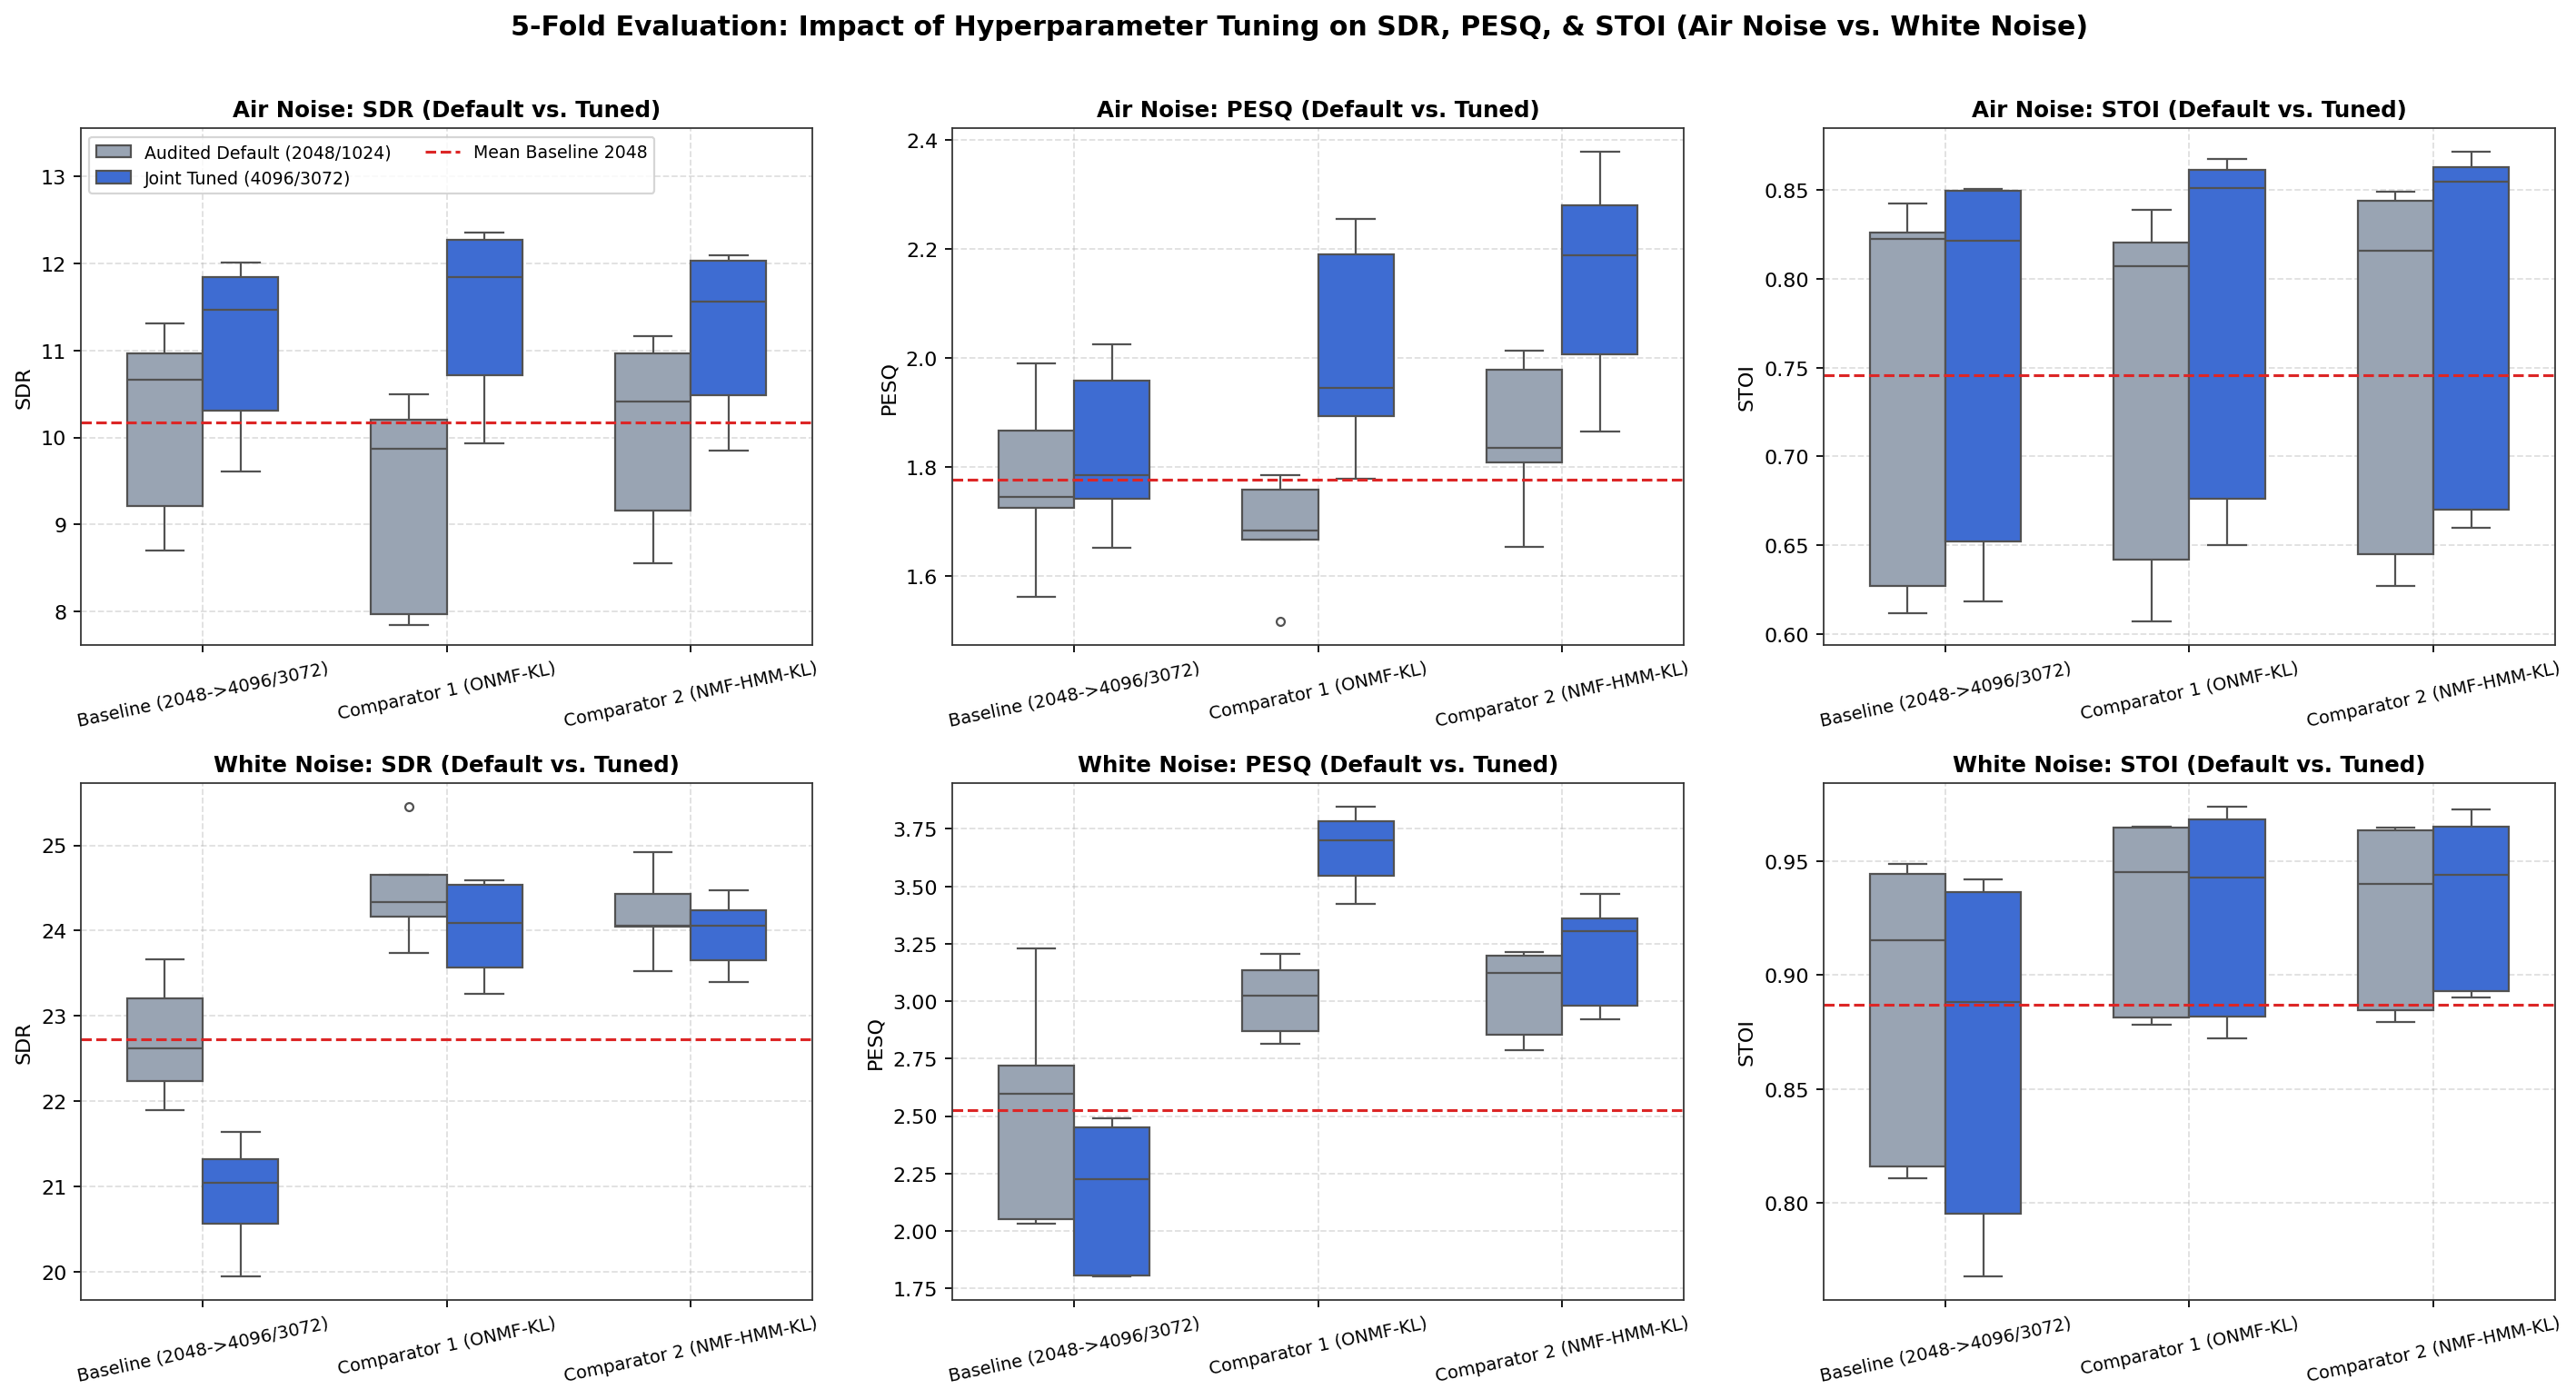 5-Fold Evaluation: Impact of Hyperparameter Tuning on SDR, PESQ, & STOI (Air Noise vs. White Noise)
Air Noise: SDR (Default vs. Tuned)
Audited Default (2048/1024)
Joint Tuned (4096/3072)
Mean Baseline 2048
SDR
13
12
11
10
9
8
Baseline (2048->4096/3072)
Comparator 1 (ONMF-KL)
Comparator 2 (NMF-HMM-KL)
Air Noise: PESQ (Default vs. Tuned)
PESQ
2.4
2.2
2.0
1.8
1.6
Baseline (2048->4096/3072)
Comparator 1 (ONMF-KL)
Comparator 2 (NMF-HMM-KL)
Air Noise: STOI (Default vs. Tuned)
STOI
0.85
0.80
0.75
0.70
0.65
0.60
Baseline (2048->4096/3072)
Comparator 1 (ONMF-KL)
Comparator 2 (NMF-HMM-KL)
White Noise: SDR (Default vs. Tuned)
SDR
25
24
23
22
21
20
Baseline (2048->4096/3072)
Comparator 1 (ONMF-KL)
Comparator 2 (NMF-HMM-KL)
White Noise: PESQ (Default vs. Tuned)
PESQ
3.75
3.50
3.25
3.00
2.75
2.50
2.25
2.00
1.75
Baseline (2048->4096/3072)
Comparator 1 (ONMF-KL)
Comparator 2 (NMF-HMM-KL)
White Noise: STOI (Default vs. Tuned)
STOI
0.95
0.90
0.85
0.80
Baseline (2048->4096/3072)
Comparator 1 (ONMF-KL)
Comparator 2 (NMF-HMM-KL)